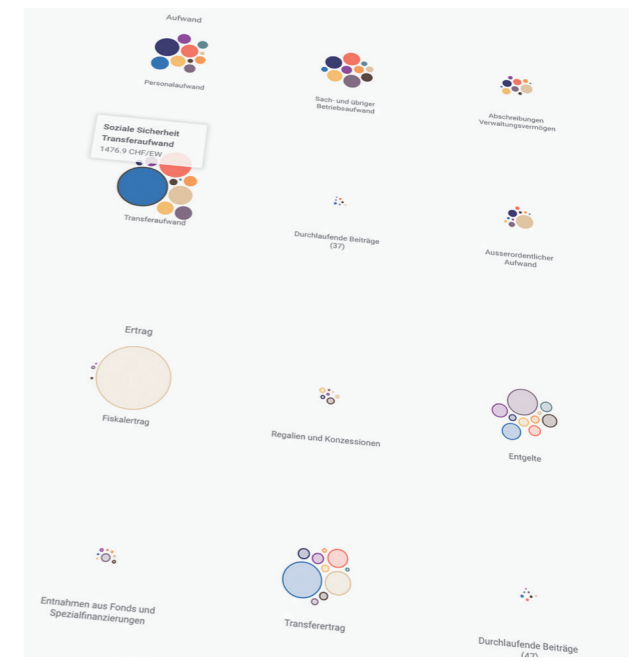 Aufwand
Personalaufwand
Sach- und übriger
Betriebsaufwand
Abschreibungen
Verwaltungsvermögen
Soziale Sicherheit
Transferaufwand
1476.9 CHF/EW
Transferaufwand
Durchlaufende Beiträge
(37)
Ausserordentlicher
Aufwand
Ertrag
Fiskalertrag
Regalien und Konzessionen
Entgelte
Entnahmen aus Fonds und
Spezialfinanzierungen
Transferertrag
Durchlaufende Beiträge
(47)